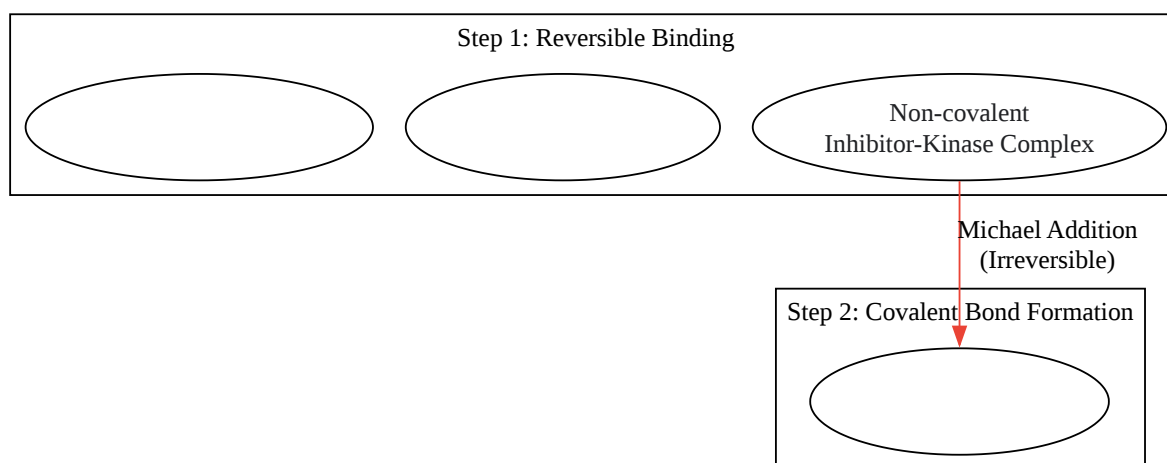 Step 1: Reversible Binding
Non-covalent
Inhibitor-Kinase Complex
Michael Addition
(Irreversible)
Step 2: Covalent Bond Formation